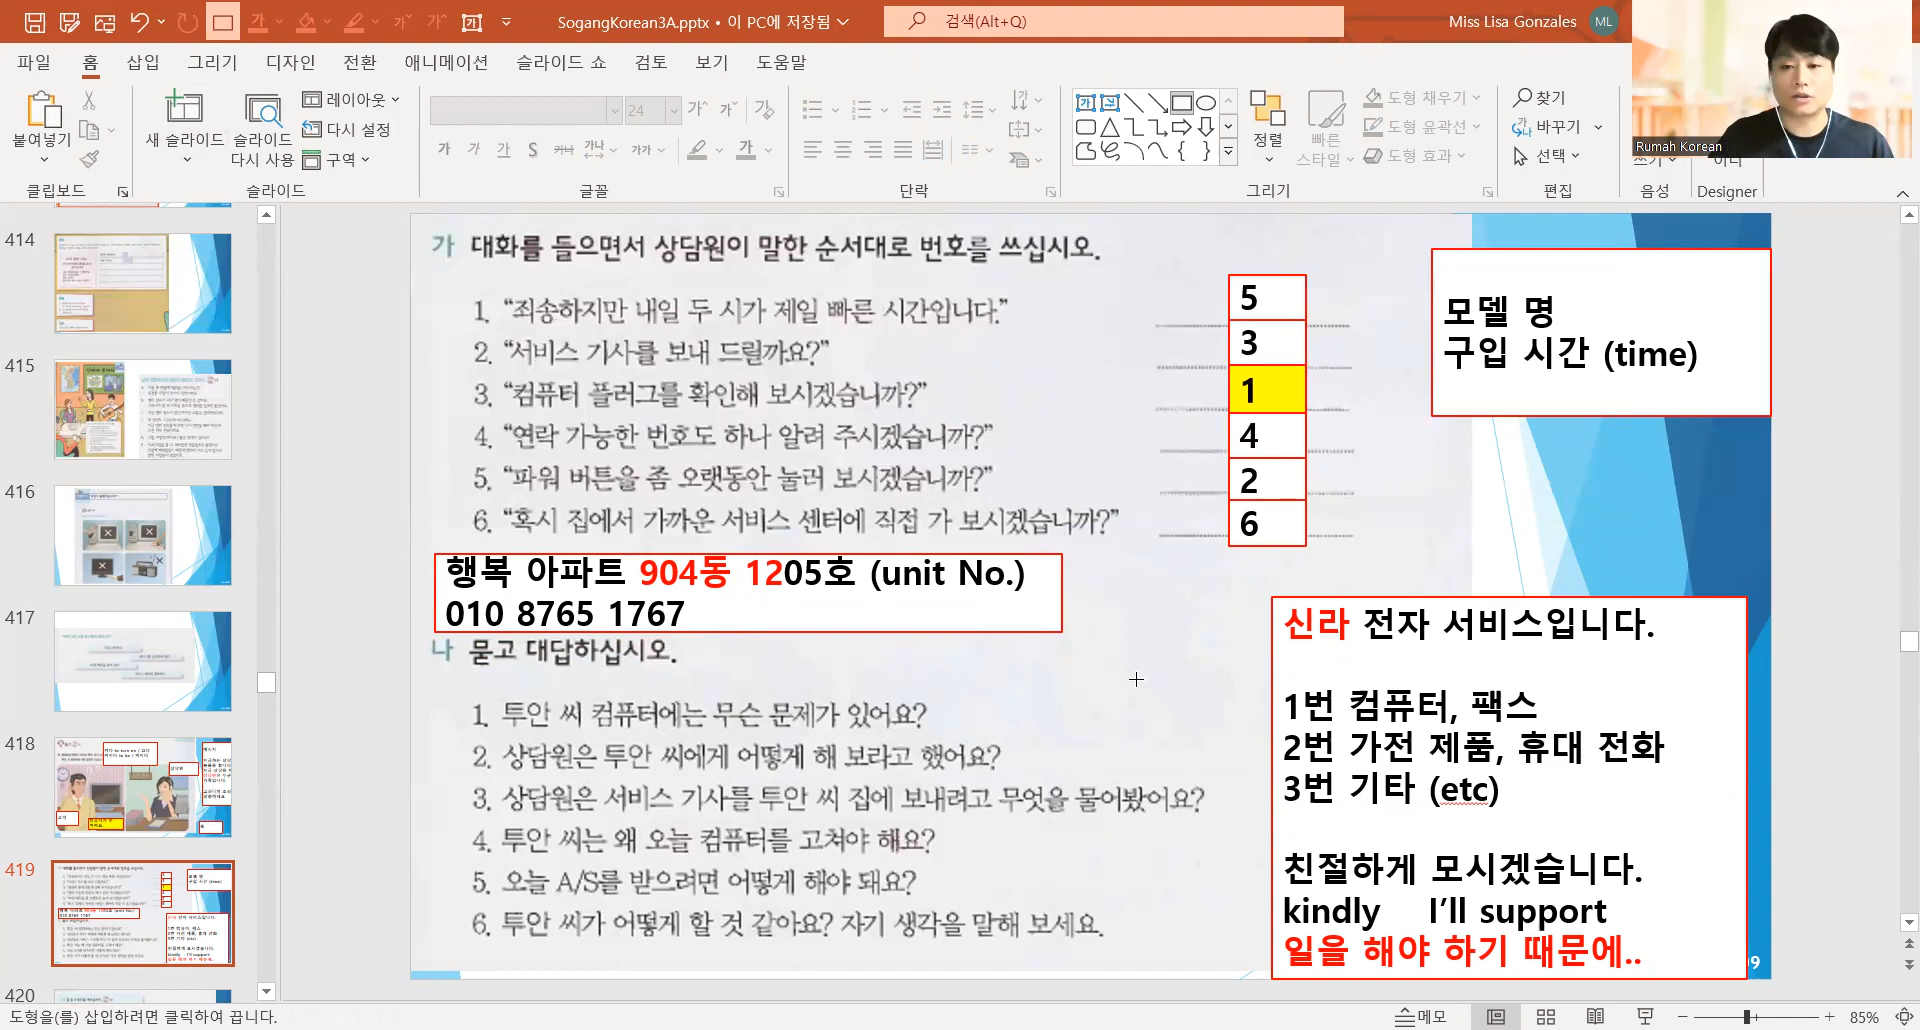 SogangKorean3A.pptx • 이 PC에 저장됨
검색(Alt+Q)
Miss Lisa Gonzales
ML
파일 홈 삽입 그리기 디자인 전환 애니메이션 슬라이드 쇼 검토 보기 도움말
붙여넣기
새 슬라이드
슬라이드 다시 사용
레이아웃
다시 설정
구역
24
정렬
빠른 스타일
도형 채우기
도형 윤곽선
도형 효과
찾기
바꾸기
선택
Rumah Korean
클립보드 슬라이드 글꼴 단락 그리기 편집 음성 Designer
414
415
416
417
418
419
420
가 대화를 들으면서 상담원이 말한 순서대로 번호를 쓰십시오.
1. “죄송하지만 내일 두 시가 제일 빠른 시간입니다.” 5
2. “서비스 기사를 보내 드릴까요?” 3
3. “컴퓨터 플러그를 확인해 보시겠습니까?” 1
4. “연락 가능한 번호도 하나 알려 주시겠습니까?” 4
5. “파워 버튼을 좀 오랫동안 눌러 보시겠습니까?” 2
6. “혹시 집에서 가까운 서비스 센터에 직접 가 보시겠습니까?” 6
모델 명
구입 시간 (time)
행복 아파트 904동 1205호 (unit No.)
010 8765 1767
나 묻고 대답하십시오.
1. 투안 씨 컴퓨터에는 무슨 문제가 있어요?
2. 상담원은 투안 씨에게 어떻게 해 보라고 했어요?
3. 상담원은 서비스 기사를 투안 씨 집에 보내려고 무엇을 물어봤어요?
4. 투안 씨는 왜 오늘 컴퓨터를 고쳐야 해요?
5. 오늘 A/S를 받으려면 어떻게 해야 돼요?
6. 투안 씨가 어떻게 할 것 같아요? 자기 생각을 말해 보세요.
신라 전자 서비스입니다.
1번 컴퓨터, 팩스
2번 가전 제품, 휴대 전화
3번 기타 (etc)
친절하게 모시겠습니다.
kindly I’ll support
일을 해야 하기 때문에..
도형을(를) 삽입하려면 클릭하여 끕니다.
메모
85%